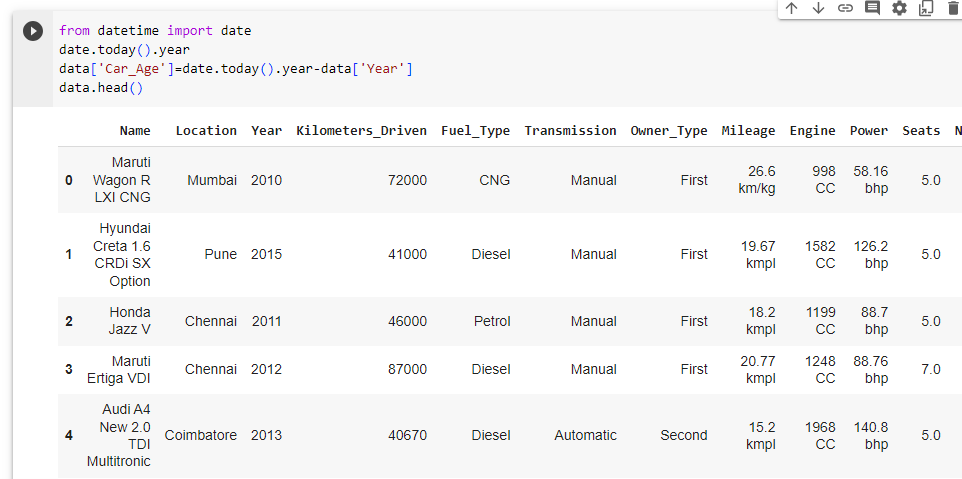 from datetime import date
date.today().year
data['Car_Age']=date.today().year-data['Year']
data.head()
Name Location Year Kilometers_Driven Fuel_Type Transmission Owner_Type Mileage Engine Power Seats N
0 Maruti Wagon R LXI CNG Mumbai 2010 72000 CNG Manual First 26.6 km/kg 998 CC 58.16 bhp 5.0
1 Hyundai Creta 1.6 CRDi SX Option Pune 2015 41000 Diesel Manual First 19.67 kmpl 1582 CC 126.2 bhp 5.0
2 Honda Jazz V Chennai 2011 46000 Petrol Manual First 18.2 kmpl 1199 CC 88.7 bhp 5.0
3 Maruti Ertiga VDI Chennai 2012 87000 Diesel Manual First 20.77 kmpl 1248 CC 88.76 bhp 7.0
4 Audi A4 New 2.0 TDI Multitronic Coimbatore 2013 40670 Diesel Automatic Second 15.2 kmpl 1968 CC 140.8 bhp 5.0